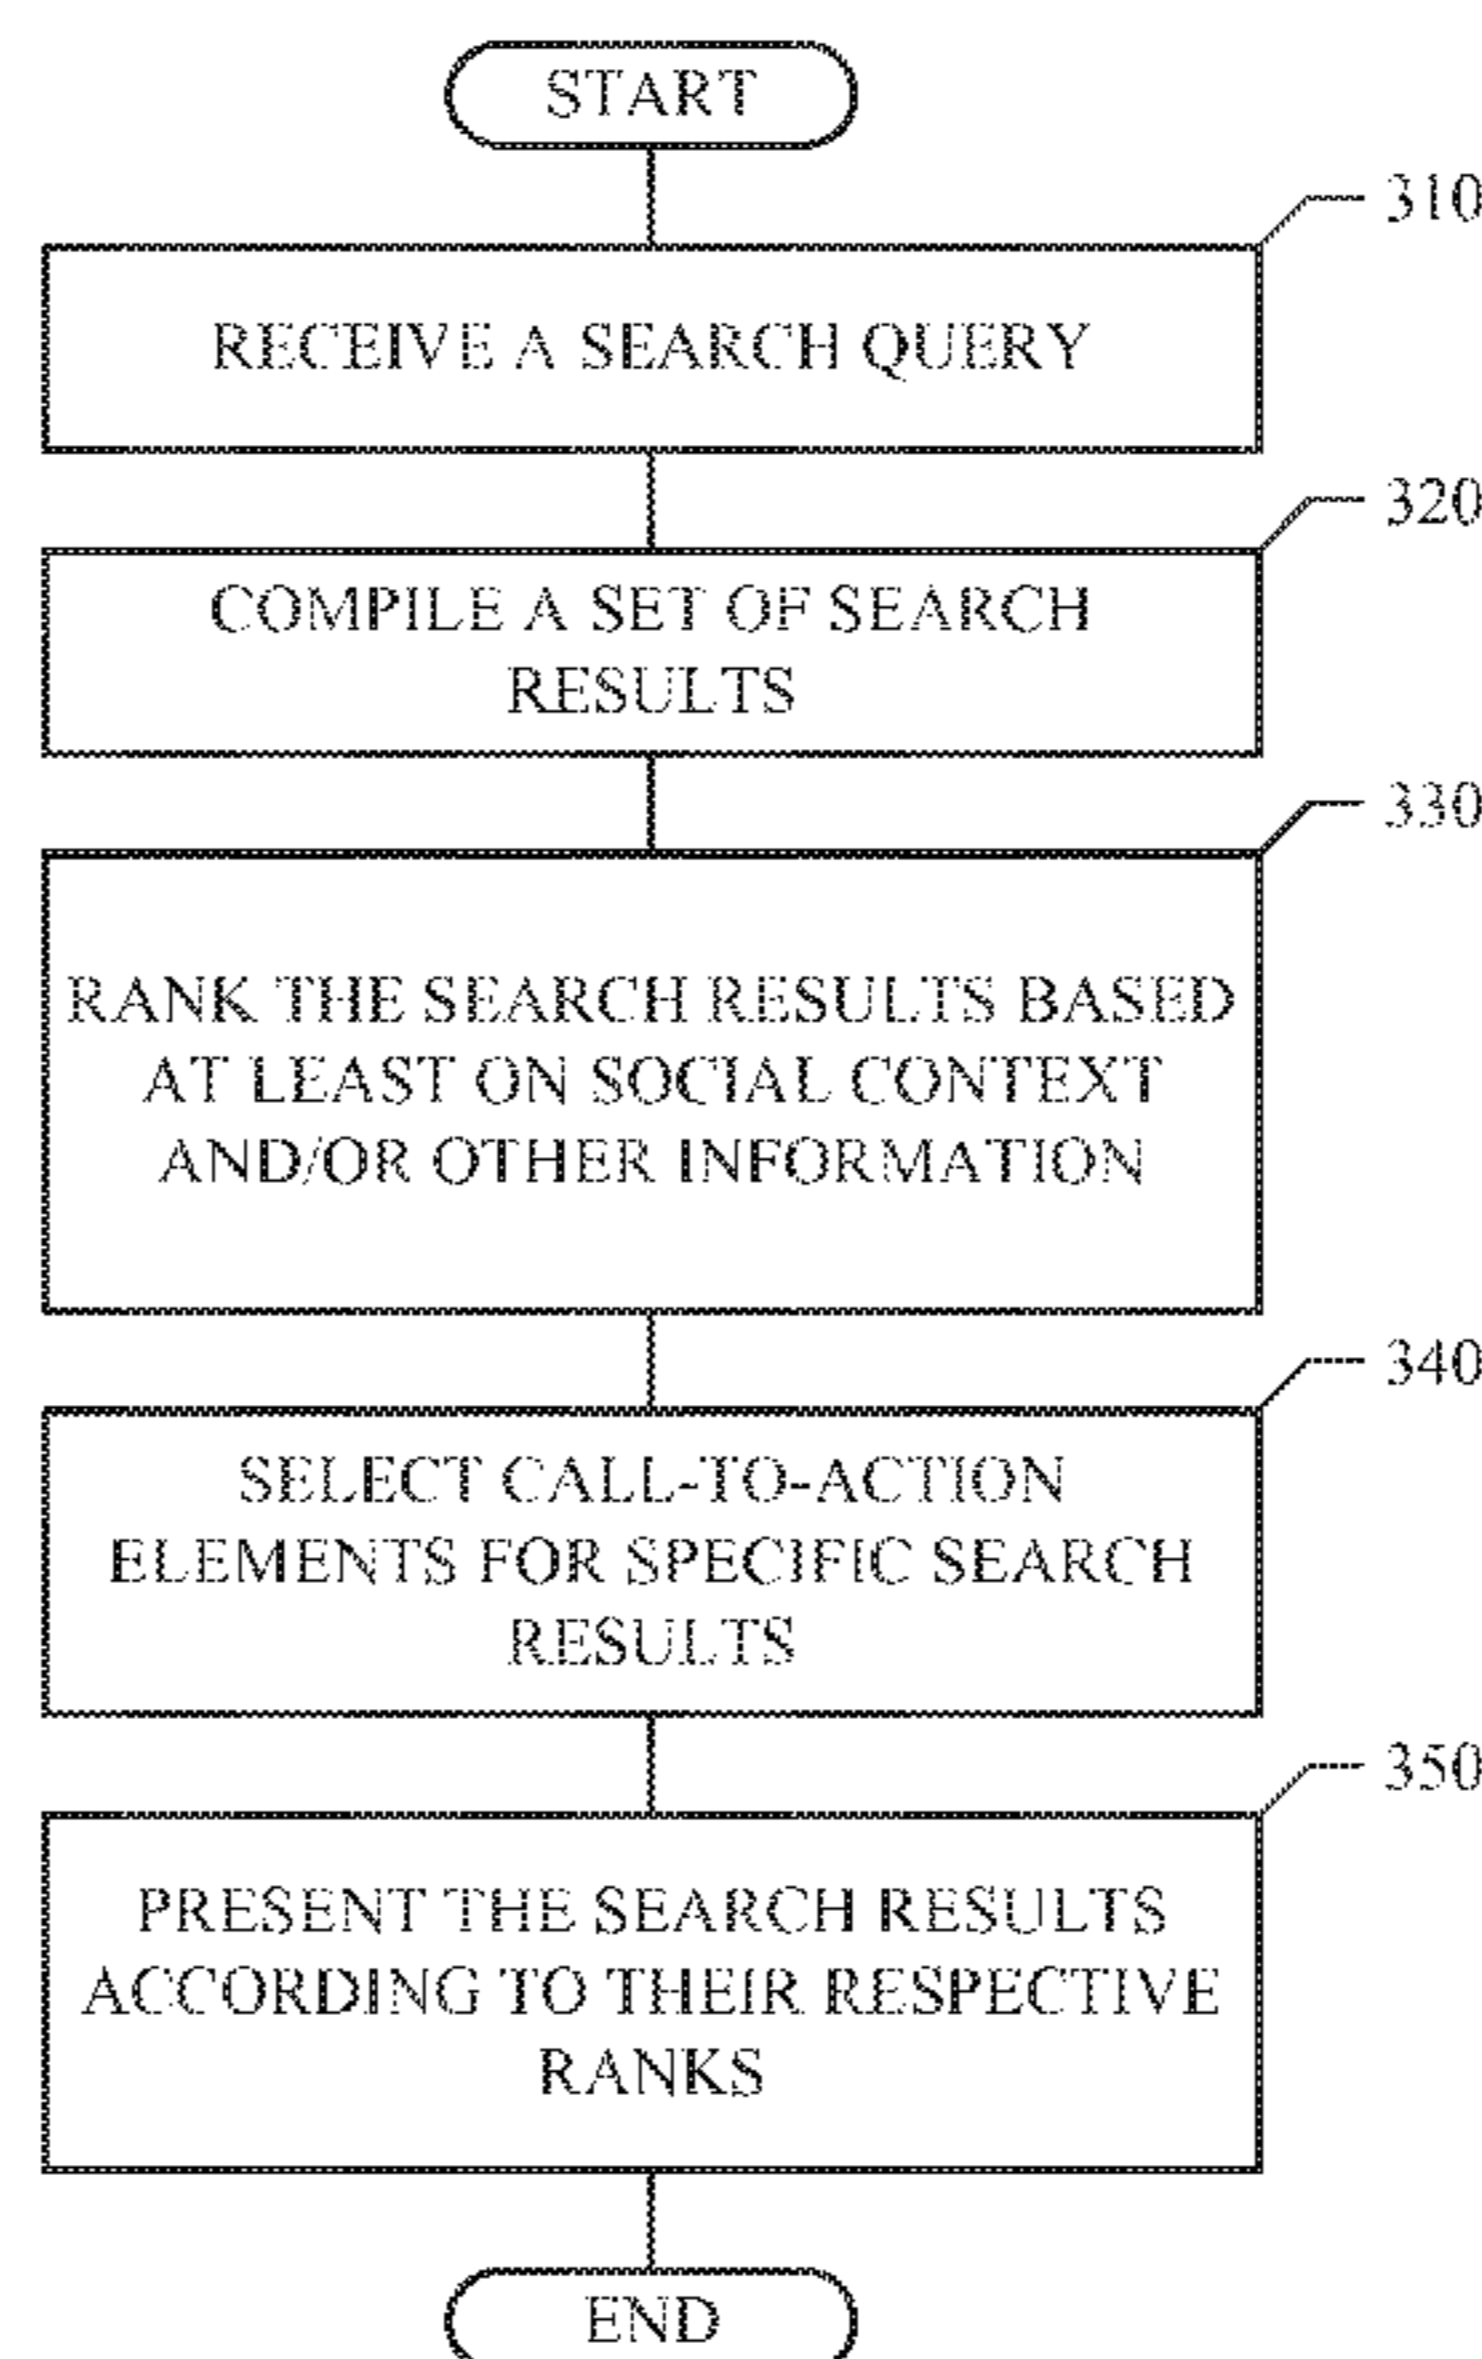 START
310
RECEIVE A SEARCH QUERY
320
COMPILE A SET OF SEARCH
RESULTS
330
RANK THE SEARCH RESULTS BASED
AT LEAST ON SOCIAL CONTEXT
AND/OR OTHER INFORMATION
340
SELECT CALL-TO-ACTION
ELEMENTS FOR SPECIFIC SEARCH
RESULTS
350
PRESENT THE SEARCH RESULTS
ACCORDING TO THEIR RESPECTIVE
RANKS
END